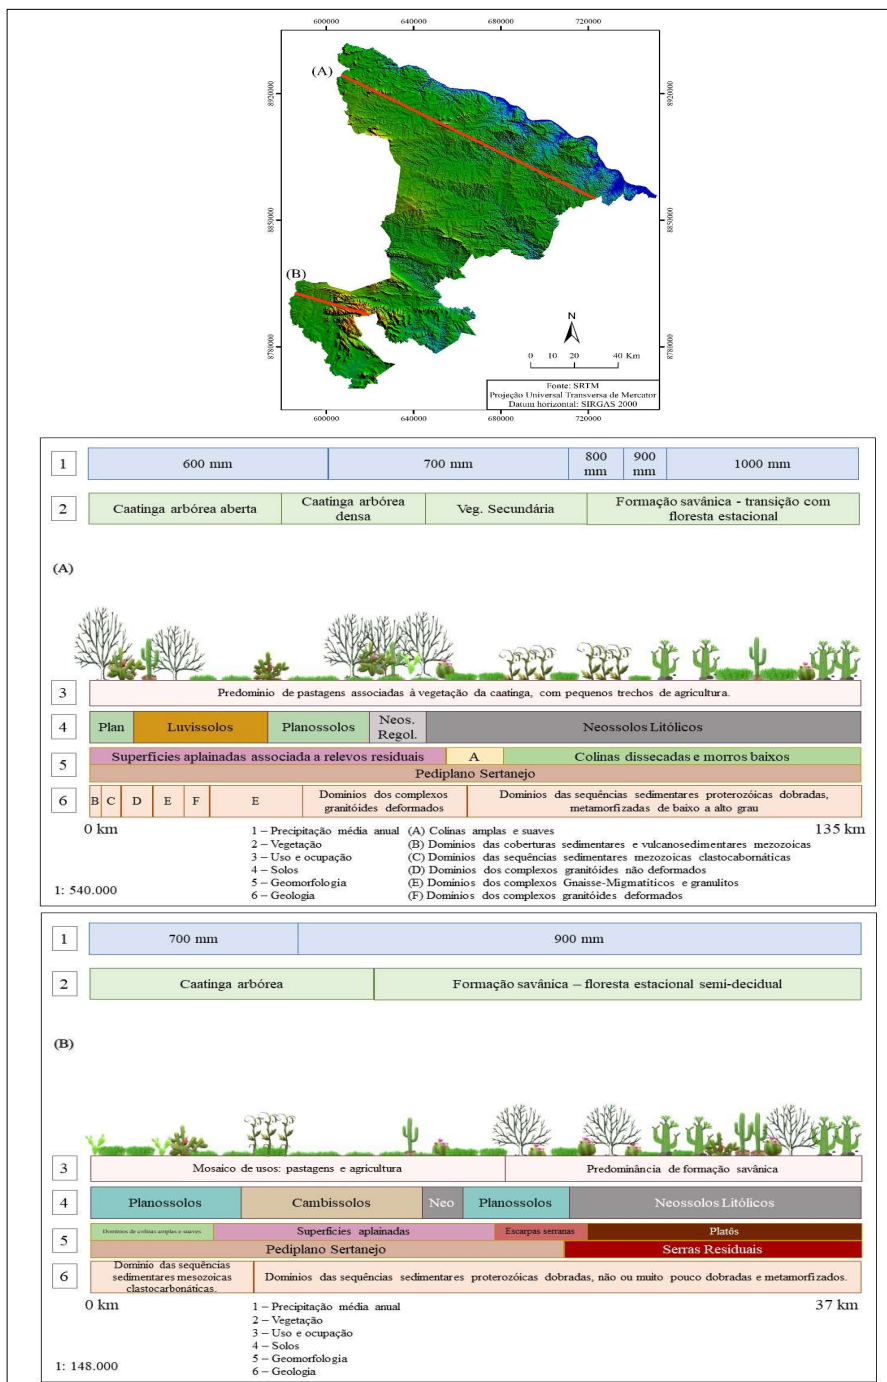 600000 640000 680000 720000
(A)
8920000 8920000
8850000 8850000
(B)
8780000 8780000
N
0 10 20 40 Km
Fonte: SRTM
Projeção Universal Transversa de Mercator
Datum horizontal: SIRGAS 2000
600000 640000 680000 720000
1
600 mm
700 mm
800
mm
900
mm
1000 mm
2
Caatinga arbórea aberta
Caatinga arbórea
densa
Veg. Secundária
Formação savânica - transição com
floresta estacional
(A)
3
Predominio de pastagens associadas à vegetação da caatinga, com pequenos trechos de agricultura.
4
Plan
Luvissolos
Planossolos
Neos.
Regol.
Neossolos Litólicos
5
Superfícies aplainadas associada a relevos residuais
A
Colinas dissecadas e morros baixos
Pediplano Sertanejo
6
B C D E F E
Dominios dos complexos
granitóides deformados
Dominios das sequências sedimentares proterozóicas dobradas,
metamorfizadas de baixo a alto grau
0 km
135 km
1 – Precipitação média anual
2 – Vegetação
3 – Uso e ocupação
4 – Solos
5 – Geomorfologia
6 – Geologia
(A) Colinas amplas e suaves
(B) Dominios das coberturas sedimentares e vulcanosedimentares mezozoicas
(C) Domínios das sequências sedimentares mezozoicas clastocabornáticas
(D) Domínios dos complexos granitóides não deformados
(E) Domínios dos complexos Gnaisse-Migmatiticos e granulitos
(F) Domínios dos complexos granitóides deformados
1: 540.000
1
700 mm
900 mm
2
Caatinga arbórea
Formação savânica – floresta estacional semi-decidual
(B)
3
Mosaico de usos: pastagens e agricultura
Predominância de formação savânica
4
Planossolos
Cambissolos
Neo
Planossolos
Neossolos Litólicos
5
Domínios de colinas amplas e suaves
Superfícies aplainadas
Escarpas serranas
Platôs
Pediplano Sertanejo
Serras Residuais
6
Domínio das sequências
sedimentares mesozoicas
clastocarbonáticas.
Domínios das sequências sedimentares proterozóicas dobradas, não ou muito pouco dobradas e metamorfizados.
0 km
37 km
1 – Precipitação média anual
2 – Vegetação
3 – Uso e ocupação
4 – Solos
5 – Geomorfologia
6 – Geologia
1: 148.000